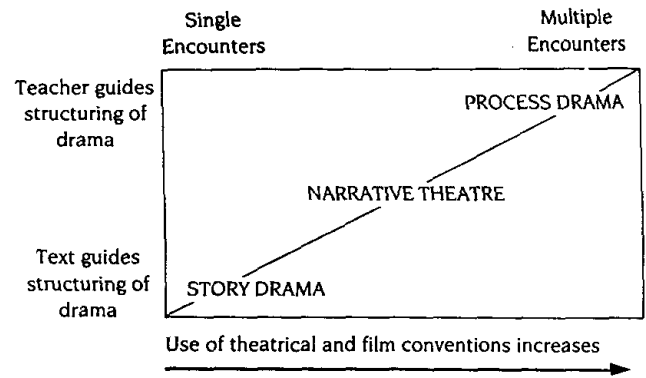 Single
Encounters
Multiple
Encounters
Teacher guides
structuring of
drama
PROCESS DRAMA
NARRATIVE THEATRE
Text guides
structuring of
drama
STORY DRAMA
Use of theatrical and film conventions increases